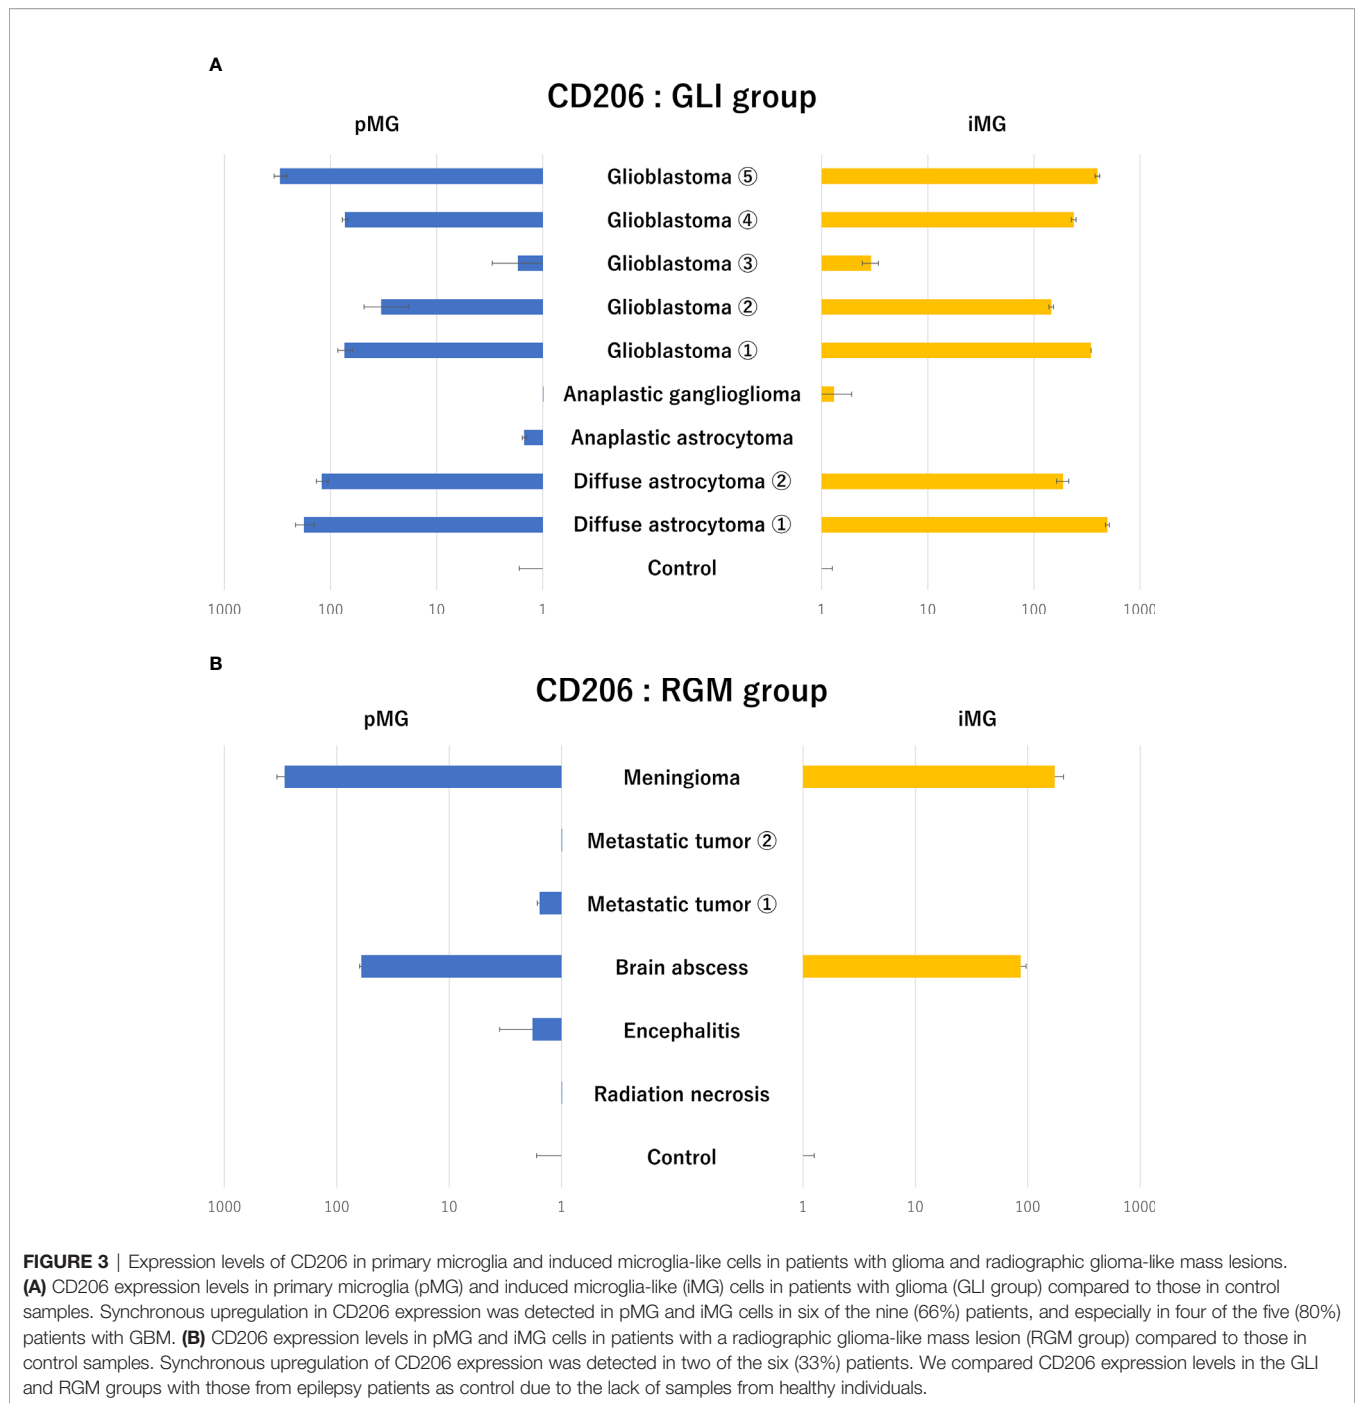 A
CD206 : GLI group
pMG iMG
Glioblastoma ⑤
Glioblastoma ④
Glioblastoma ③
Glioblastoma ②
Glioblastoma ①
Anaplastic ganglioglioma
Anaplastic astrocytoma
Diffuse astrocytoma ②
Diffuse astrocytoma ①
Control
1000 100 10 1 1 10 100 1000
B
CD206 : RGM group
pMG iMG
Meningioma
Metastatic tumor ②
Metastatic tumor ①
Brain abscess
Encephalitis
Radiation necrosis
Control
1000 100 10 1 1 10 100 1000
FIGURE 3 | Expression levels of CD206 in primary microglia and induced microglia-like cells in patients with glioma and radiographic glioma-like mass lesions.
(A) CD206 expression levels in primary microglia (pMG) and induced microglia-like (iMG) cells in patients with glioma (GLI group) compared to those in control
samples. Synchronous upregulation in CD206 expression was detected in pMG and iMG cells in six of the nine (66%) patients, and especially in four of the five (80%)
patients with GBM. (B) CD206 expression levels in pMG and iMG cells in patients with a radiographic glioma-like mass lesion (RGM group) compared to those in
control samples. Synchronous upregulation of CD206 expression was detected in two of the six (33%) patients. We compared CD206 expression levels in the GLI
and RGM groups with those from epilepsy patients as control due to the lack of samples from healthy individuals.